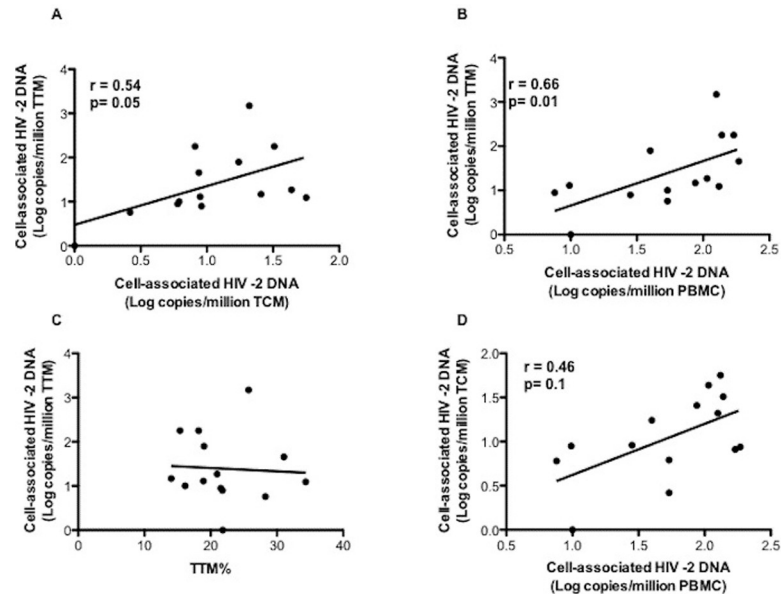 A
Cell-associated HIV -2 DNA
(Log copies/million TTM)
r = 0.54
p= 0.05
4
3
2
1
0
0.0 0.5 1.0 1.5 2.0
Cell-associated HIV -2 DNA
(Log copies/million TCM)
B
Cell-associated HIV -2 DNA
(Log copies/million TTM)
r = 0.66
p= 0.01
4
3
2
1
0
0.5 1.0 1.5 2.0 2.5
Cell-associated HIV -2 DNA
(Log copies/million PBMC)
C
Cell-associated HIV -2 DNA
(Log copies/million TTM)
4
3
2
1
0
0 10 20 30 40
TTM%
D
Cell-associated HIV -2 DNA
(Log copies/million TCM)
r = 0.46
p= 0.1
2.0
1.5
1.0
0.5
0.0
0.5 1.0 1.5 2.0 2.5
Cell-associated HIV -2 DNA
(Log copies/million PBMC)